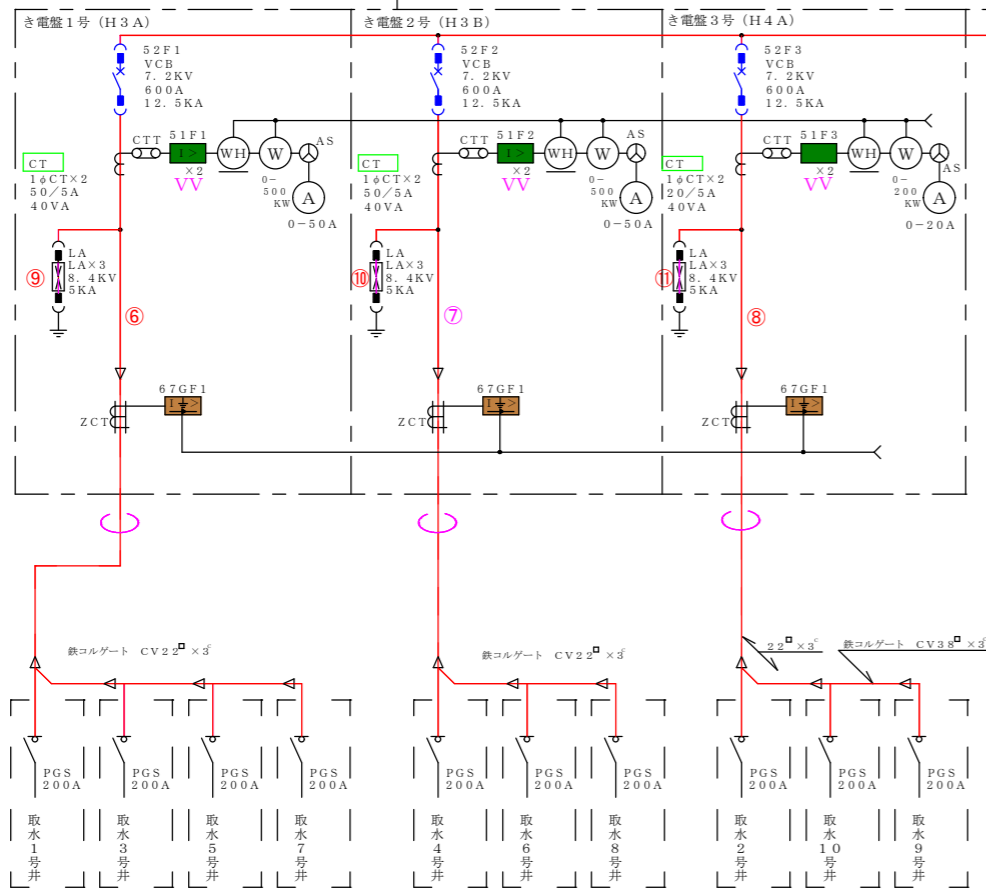 き電盤1号(H3A)
52F1
VCB
7.2KV
600A
12.5KA
CTT
51F1
I>
×2
VV
WH
W
AS
A
0-
500
KW
0-50A
CT
1φCT×2
50/5A
40VA
LA
LA×3
8.4KV
5KA
⑨
⑥
ZCT
67GF1
I >
き電盤2号(H3B)
52F2
VCB
7.2KV
600A
12.5KA
CTT
51F2
I>
×2
VV
WH
W
AS
A
0-
500
KW
0-50A
CT
1φCT×2
50/5A
40VA
LA
LA×3
8.4KV
5KA
⑩
⑦
ZCT
67GF1
I >
き電盤3号(H4A)
52F3
VCB
7.2KV
600A
12.5KA
CTT
51F3
×2
VV
WH
W
AS
A
0-
200
KW
0-20A
CT
1φCT×2
20/5A
40VA
LA
LA×3
8.4KV
5KA
⑪
⑧
ZCT
67GF1
I >
鉄コルゲート CV22□×3c
鉄コルゲート CV22□×3c
22□×3c
鉄コルゲート CV38□×3c
PGS
200A
取水1号井
PGS
200A
取水3号井
PGS
200A
取水5号井
PGS
200A
取水7号井
PGS
200A
取水4号井
PGS
200A
取水6号井
PGS
200A
取水8号井
PGS
200A
取水2号井
PGS
200A
取水10号井
PGS
200A
取水9号井